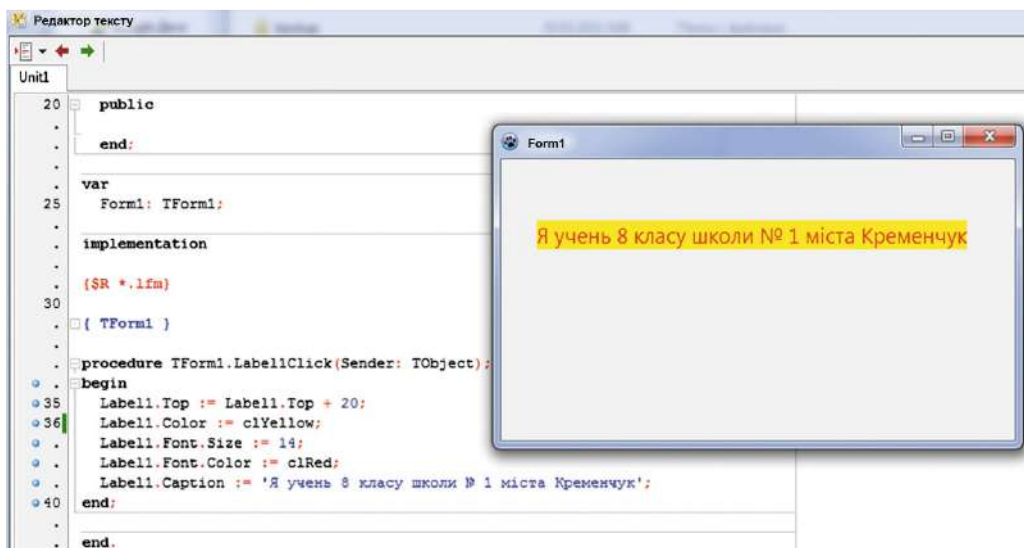 Редактор тексту
Unit1
20 public
end;
var
25 Form1: TForm1;
implementation
{$R *.lfm}
30
{ TForm1 }
procedure TForm1.Label1Click(Sender: TObject);
begin
35 Label1.Top := Label1.Top + 20;
36 Label1.Color := clYellow;
Label1.Font.Size := 14;
Label1.Font.Color := clRed;
Label1.Caption := 'Я учень 8 класу школи № 1 міста Кременчук';
40 end;
end.
Form1
Я учень 8 класу школи № 1 міста Кременчук